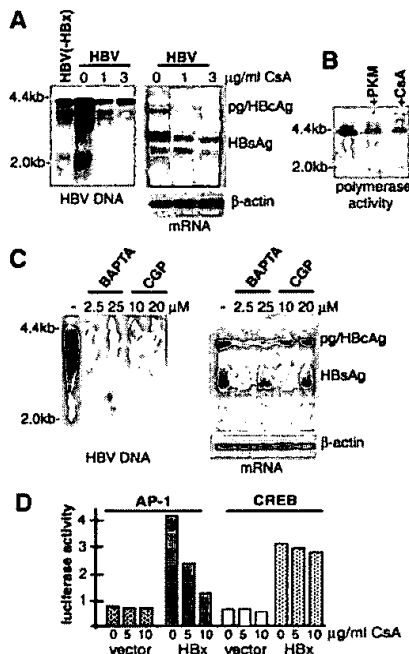 A
HBV(-HBx)
HBV
0 1 3
HBV
0 1 3 µg/ml CsA
4.4kb-
2.0kb-
pg/HBcAg
HBsAg
β-actin
HBV DNA
mRNA
B
+PKM
+CsA
4.4kb-
2.0kb-
polymerase
activity
C
BAPTA CGP
- 2.5 25 10 20 µM
4.4kb-
2.0kb-
HBV DNA
BAPTA CGP
- 2.5 25 10 20 µM
pg/HBcAg
HBsAg
β-actin
mRNA
D
AP-1 CREB
luciferase activity
4
3
2
1
0 5 10 0 5 10 0 5 10 0 5 10 µg/ml CsA
vector HBx vector HBx